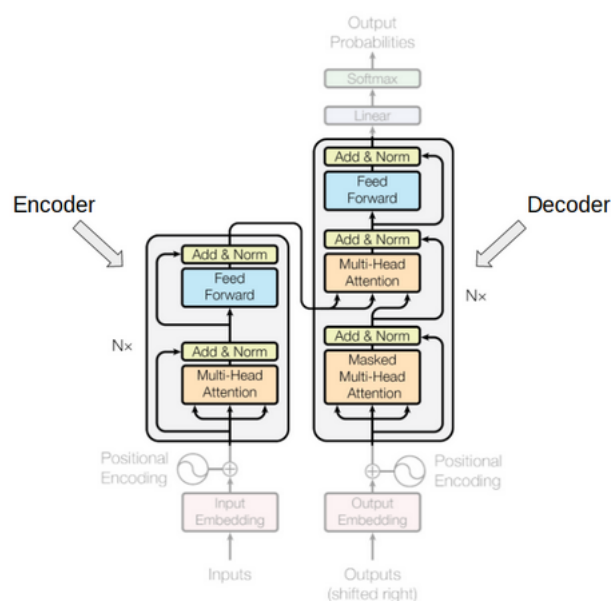 Output
Probabilities
Softmax
Linear
Add & Norm
Feed
Forward
Add & Norm
Multi-Head
Attention
Add & Norm
Masked
Multi-Head
Attention
Nx
Decoder
Encoder
Add & Norm
Feed
Forward
Add & Norm
Multi-Head
Attention
Nx
Positional
Encoding
Input
Embedding
Inputs
Positional
Encoding
Output
Embedding
Outputs
(shifted right)